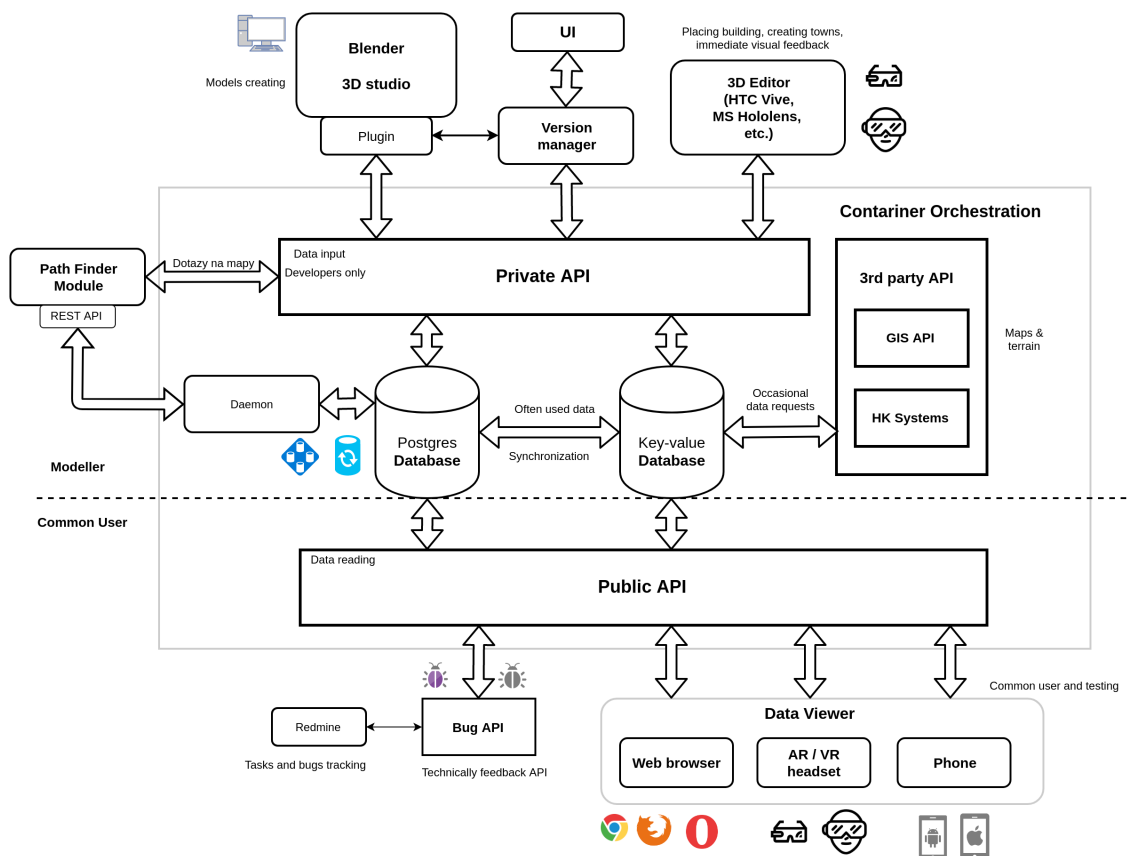 Blender
3D studio
Models creating
Plugin
UI
Version
manager
Placing building, creating towns,
immediate visual feedback
3D Editor
(HTC Vive,
MS Hololens,
etc.)
Contariner Orchestration
Path Finder
Module
REST API
Dotazy na mapy
Data input
Developers only
Private API
3rd party API
GIS API
HK Systems
Maps &
terrain
Daemon
Postgres
Database
Often used data
Synchronization
Key-value
Database
Occasional
data requests
Modeller
Common User
Data reading
Public API
Redmine
Tasks and bugs tracking
Bug API
Technically feedback API
Common user and testing
Data Viewer
Web browser
AR / VR
headset
Phone